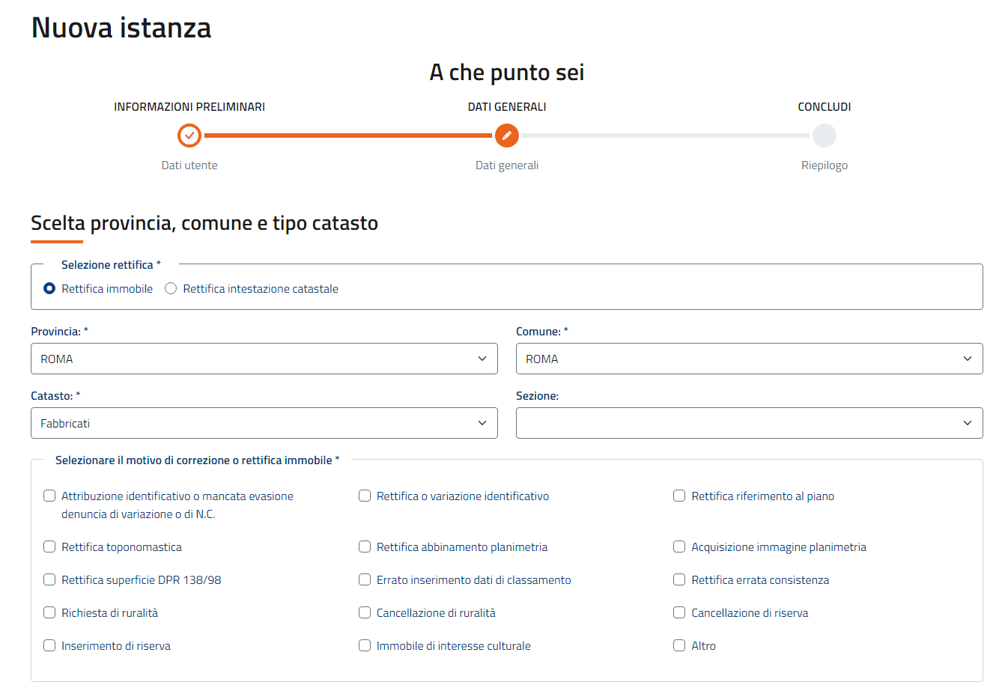 Nuova istanza
A che punto sei
INFORMAZIONI PRELIMINARI
DATI GENERALI
CONCLUDI
Dati utente
Dati generali
Riepilogo
Scelta provincia, comune e tipo catasto
Selezione rettifica *
Rettifica immobile
Rettifica intestazione catastale
Provincia: *
Comune: *
ROMA
ROMA
Catasto: *
Sezione:
Fabbricati
Selezionare il motivo di correzione o rettifica immobile *
Attribuzione identificativo o mancata evasione
denuncia di variazione o di N.C.
Rettifica o variazione identificativo
Rettifica riferimento al piano
Rettifica toponomastica
Rettifica abbinamento planimetria
Acquisizione immagine planimetria
Rettifica superficie DPR 138/98
Errato inserimento dati di classamento
Rettifica errata consistenza
Richiesta di ruralità
Cancellazione di ruralità
Cancellazione di riserva
Inserimento di riserva
Immobile di interesse culturale
Altro